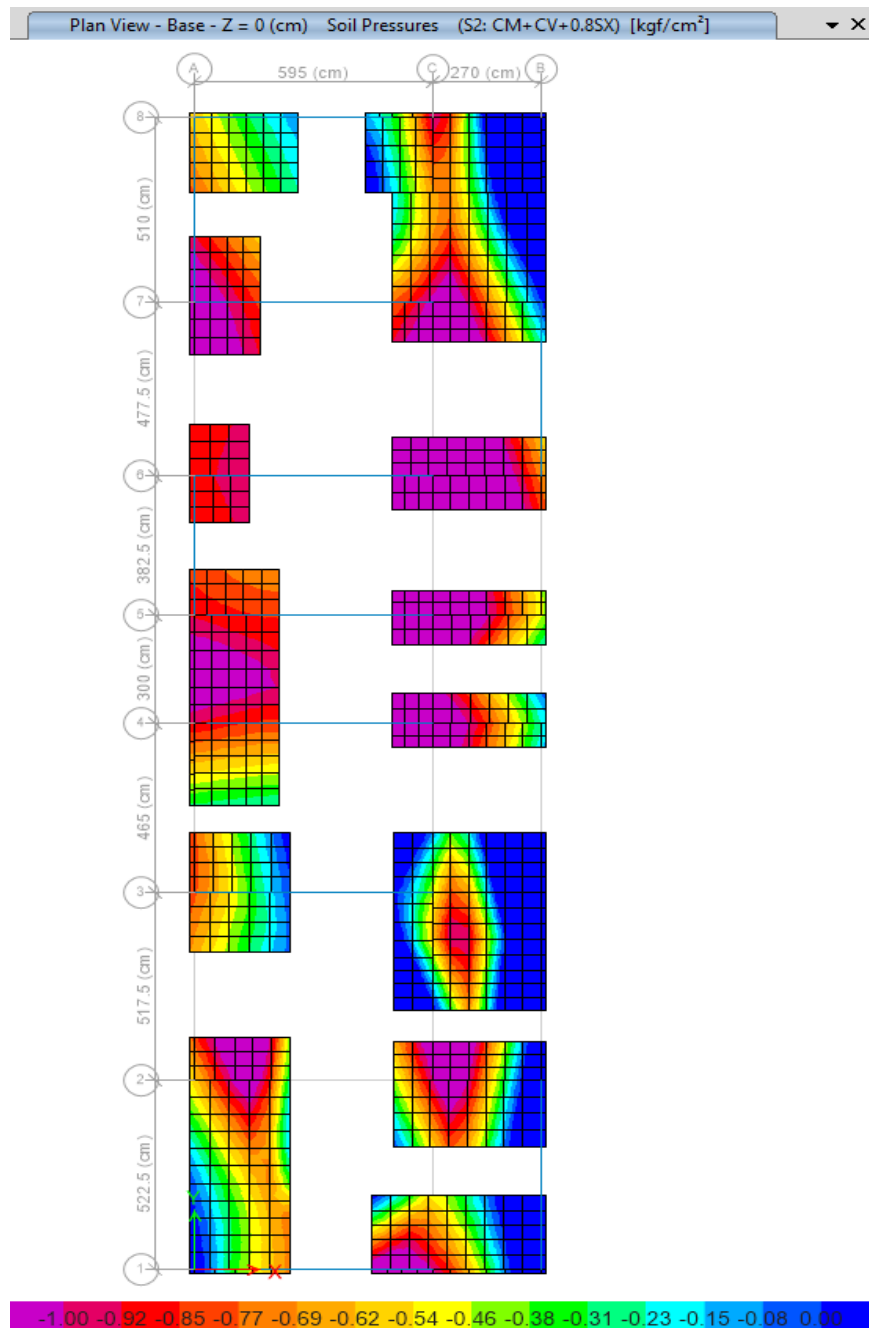 Plan View - Base - Z = 0 (cm) Soil Pressures (S2: CM+CV+0.8SX) [kgf/cm²]
A 595 (cm) C 270 (cm) B
8
510 (cm)
7
477.5 (cm)
6
382.5 (cm)
5
300 (cm)
4
465 (cm)
3
517.5 (cm)
2
522.5 (cm)
Y
1 X
-1.00 -0.92 -0.85 -0.77 -0.69 -0.62 -0.54 -0.46 -0.38 -0.31 -0.23 -0.15 -0.08 0.00